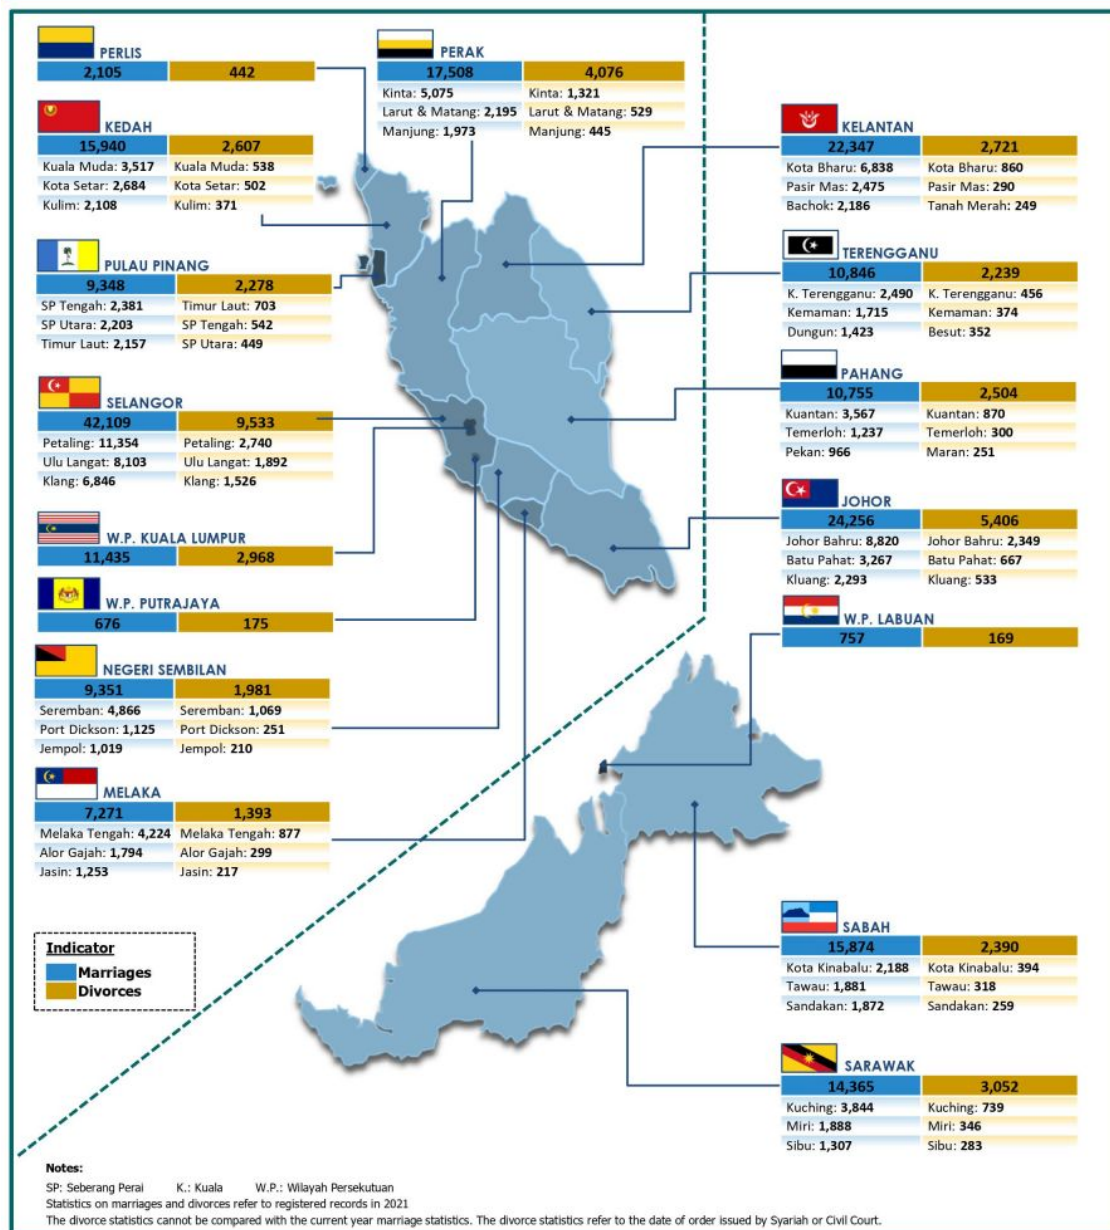 PERLIS
2,105 442
KEDAH
15,940 2,607
Kuala Muda: 3,517 Kuala Muda: 538
Kota Setar: 2,684 Kota Setar: 502
Kulim: 2,108 Kulim: 371
PULAU PINANG
9,348 2,278
SP Tengah: 2,381 Timur Laut: 703
SP Utara: 2,203 SP Tengah: 542
Timur Laut: 2,157 SP Utara: 449
SELANGOR
42,109 9,533
Petaling: 11,354 Petaling: 2,740
Ulu Langat: 8,103 Ulu Langat: 1,892
Klang: 6,846 Klang: 1,526
W.P. KUALA LUMPUR
11,435 2,968
W.P. PUTRAJAYA
676 175
NEGERI SEMBILAN
9,351 1,981
Seremban: 4,866 Seremban: 1,069
Port Dickson: 1,125 Port Dickson: 251
Jempol: 1,019 Jempol: 210
MELAKA
7,271 1,393
Melaka Tengah: 4,224 Melaka Tengah: 877
Alor Gajah: 1,794 Alor Gajah: 299
Jasin: 1,253 Jasin: 217
PERAK
17,508 4,076
Kinta: 5,075 Kinta: 1,321
Larut & Matang: 2,195 Larut & Matang: 529
Manjung: 1,973 Manjung: 445
KELANTAN
22,347 2,721
Kota Bharu: 6,838 Kota Bharu: 860
Pasir Mas: 2,475 Pasir Mas: 290
Bachok: 2,186 Tanah Merah: 249
TERENGGANU
10,846 2,239
K. Terengganu: 2,490 K. Terengganu: 456
Kemaman: 1,715 Kemaman: 374
Dungun: 1,423 Besut: 352
PAHANG
10,755 2,504
Kuantan: 3,567 Kuantan: 870
Temerloh: 1,237 Temerloh: 300
Pekan: 966 Maran: 251
JOHOR
24,256 5,406
Johor Bahru: 8,820 Johor Bahru: 2,349
Batu Pahat: 3,267 Batu Pahat: 667
Kluang: 2,293 Kluang: 533
W.P. LABUAN
757 169
SABAH
15,874 2,390
Kota Kinabalu: 2,188 Kota Kinabalu: 394
Tawau: 1,881 Tawau: 318
Sandakan: 1,872 Sandakan: 259
SARAWAK
14,365 3,052
Kuching: 3,844 Kuching: 739
Miri: 1,888 Miri: 346
Sibu: 1,307 Sibu: 283
Indicator
Marriages
Divorces
Notes:
SP: Seberang Perai K.: Kuala W.P.: Wilayah Persekutuan
Statistics on marriages and divorces refer to registered records in 2021
The divorce statistics cannot be compared with the current year marriage statistics. The divorce statistics refer to the date of order issued by Syariah or Civil Court.